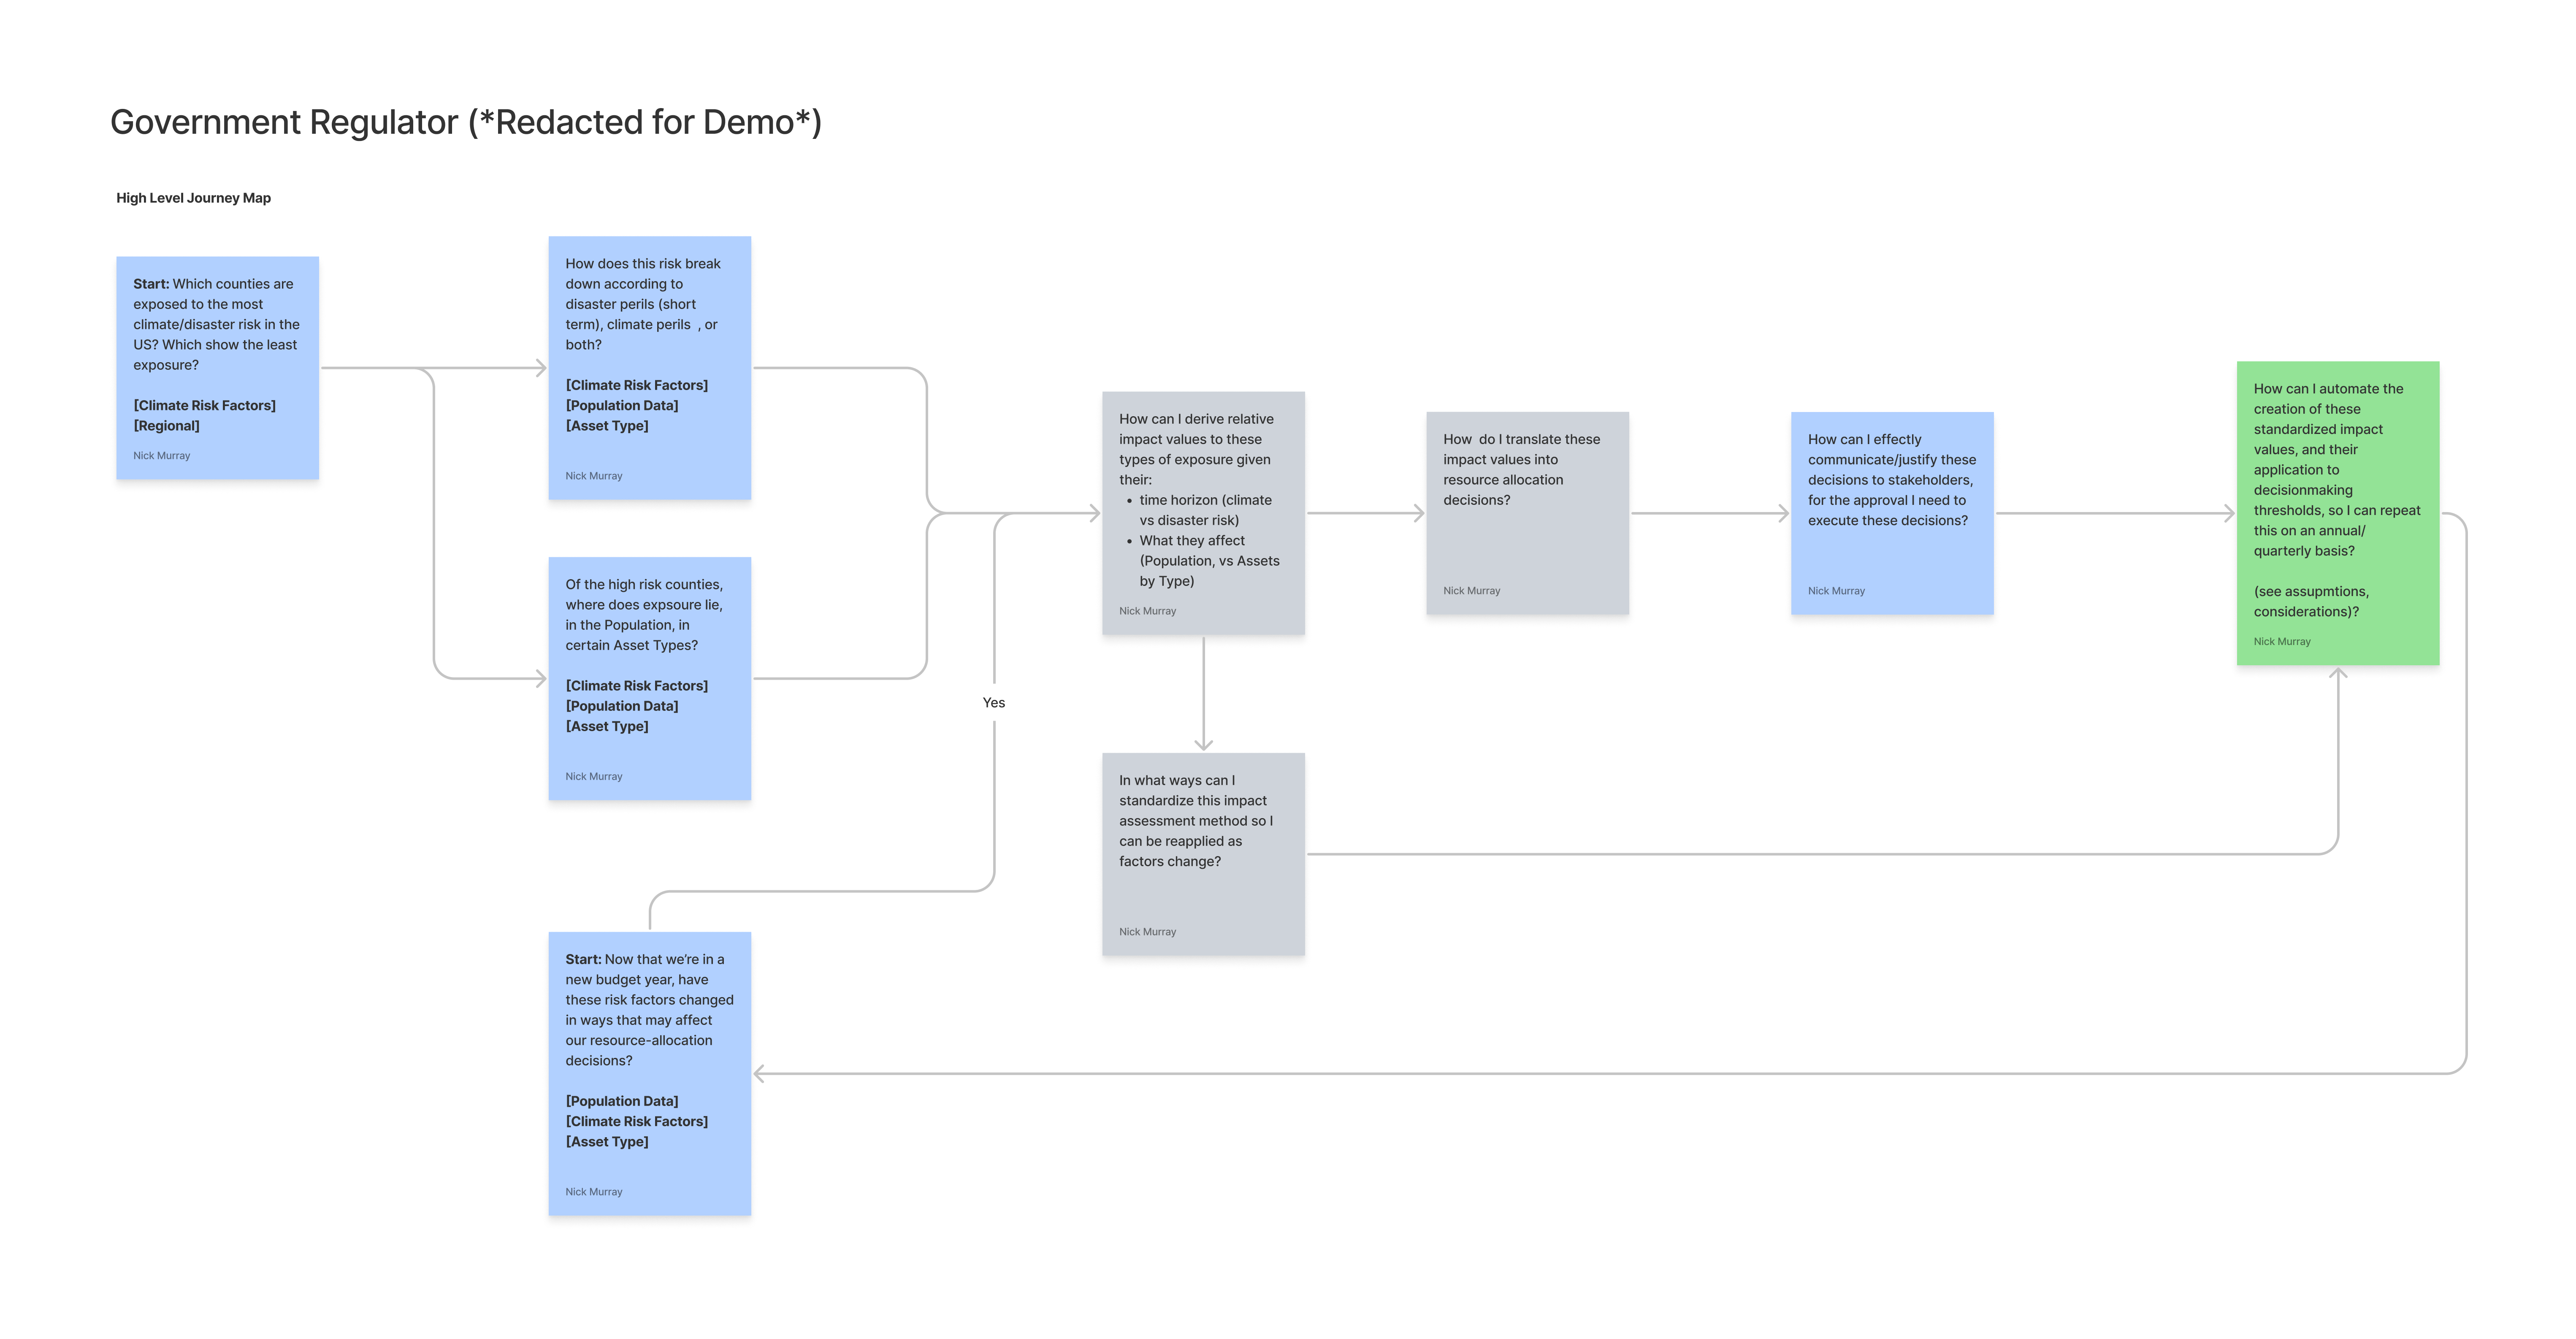 Government Regulator (*Redacted for Demo*)
High Level Journey Map
Start: Which counties are
exposed to the most
climate/disaster risk in the
US? Which show the least
exposure?
[Climate Risk Factors]
[Regional]
Nick Murray
How does this risk break
down according to
disaster perils (short
term), climate perils , or
both?
[Climate Risk Factors]
[Population Data]
[Asset Type]
Nick Murray
Of the high risk counties,
where does expsoure lie,
in the Population, in
certain Asset Types?
[Climate Risk Factors]
[Population Data]
[Asset Type]
Nick Murray
Yes
Start: Now that we're in a
new budget year, have
these risk factors changed
in ways that may affect
our resource-allocation
decisions?
[Population Data]
[Climate Risk Factors]
[Asset Type]
Nick Murray
How can I derive relative
impact values to these
types of exposure given
their:
• time horizon (climate
vs disaster risk)
• What they affect
(Population, vs Assets
by Type)
Nick Murray
In what ways can I
standardize this impact
assessment method so I
can be reapplied as
factors change?
Nick Murray
How do I translate these
impact values into
resource allocation
decisions?
Nick Murray
How can I effectly
communicate/justify these
decisions to stakeholders,
for the approval I need to
execute these decisions?
Nick Murray
How can I automate the
creation of these
standardized impact
values, and their
application to
decisionmaking
thresholds, so I can repeat
this on an annual/
quarterly basis?
(see assupmtions,
considerations)?
Nick Murray